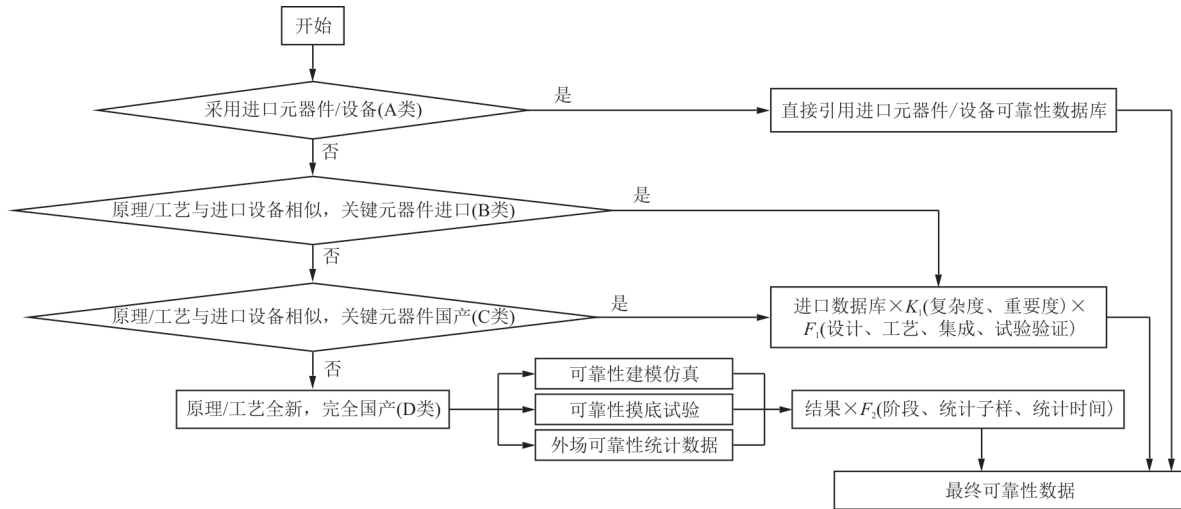 开始
采用进口元器件/设备(A类)
是
直接引用进口元器件/设备可靠性数据库
否
原理/工艺与进口设备相似，关键元器件进口(B类)
是
否
原理/工艺与进口设备相似，关键元器件国产(C类)
是
进口数据库×K₁(复杂度、重要度)×
F₁(设计、工艺、集成、试验验证)
否
原理/工艺全新，完全国产(D类)
可靠性建模仿真
可靠性摸底试验
外场可靠性统计数据
结果×F₂(阶段、统计子样、统计时间)
最终可靠性数据